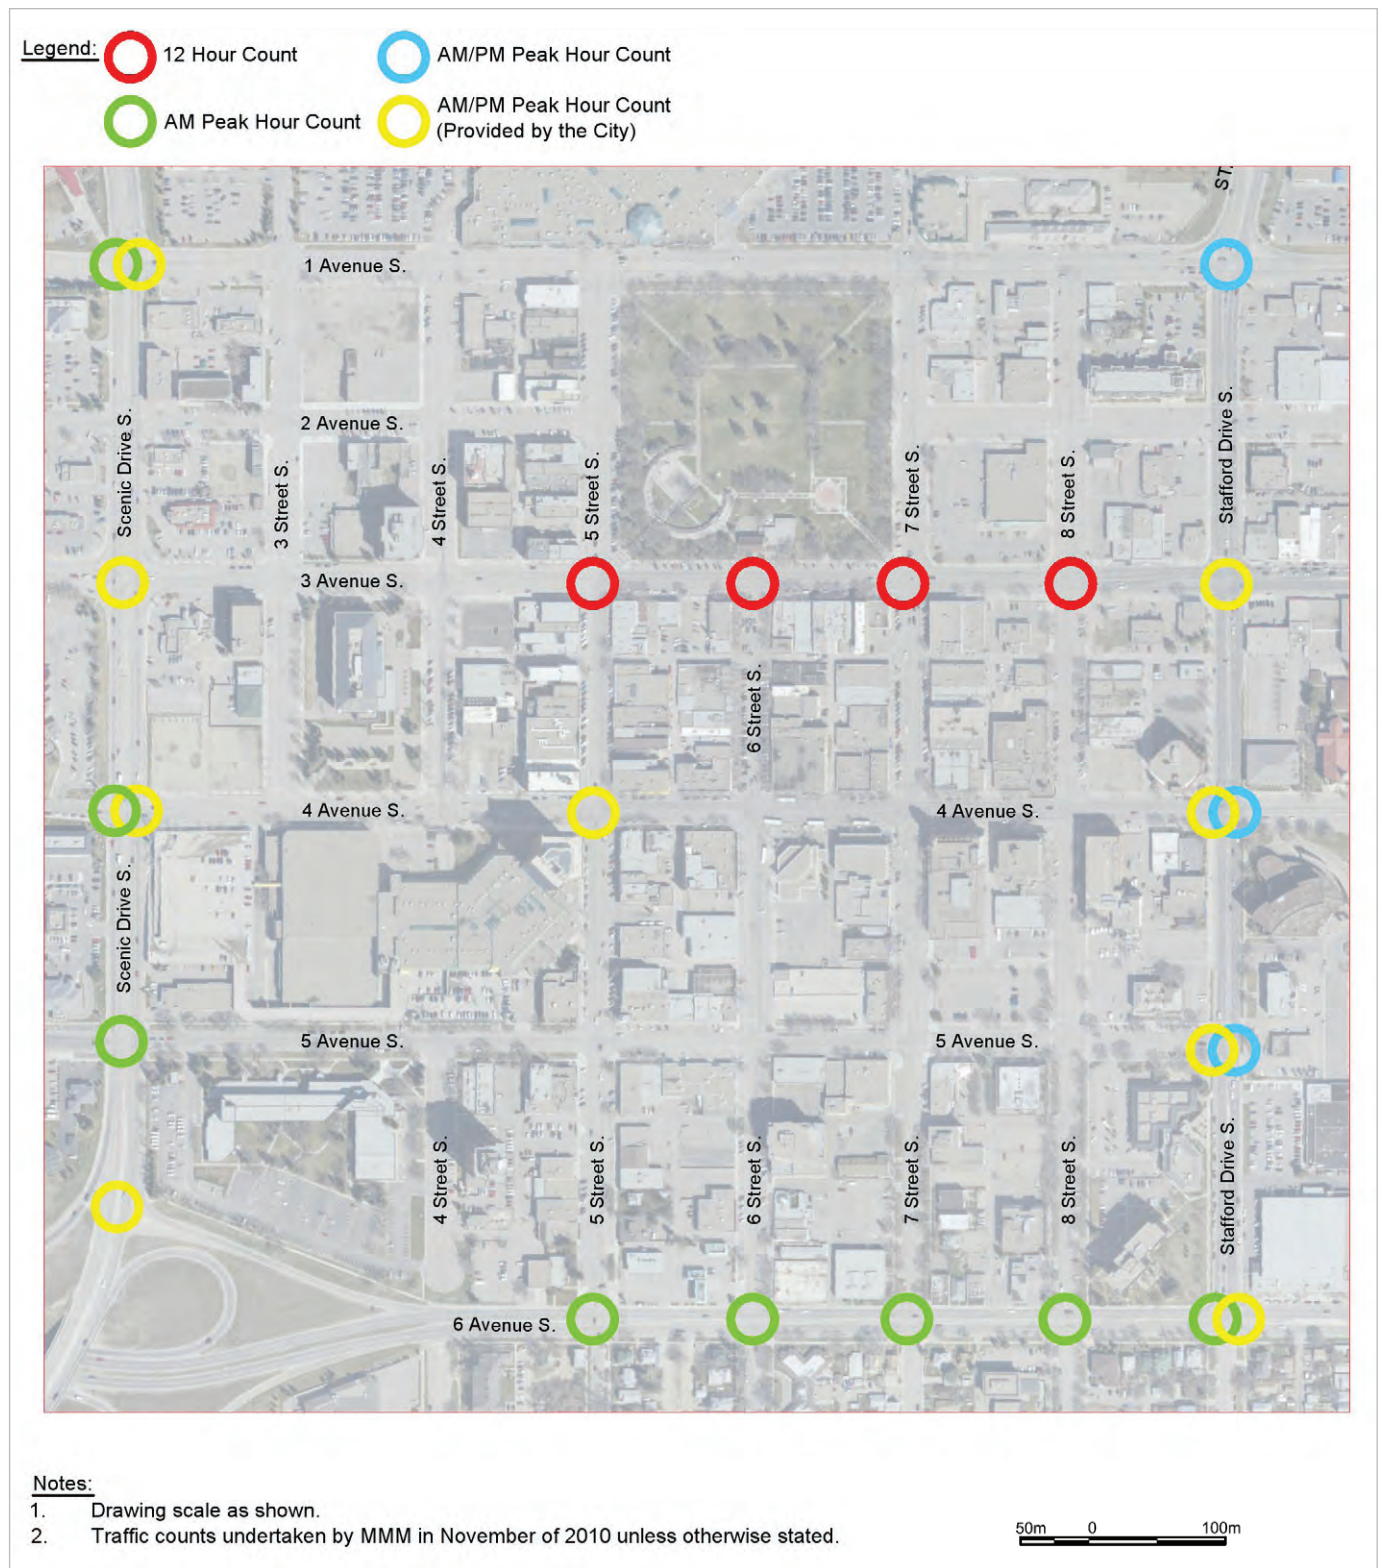 Legend:
12 Hour Count
AM/PM Peak Hour Count
AM Peak Hour Count
AM/PM Peak Hour Count
(Provided by the City)
ST.
1 Avenue S.
2 Avenue S.
Scenic Drive S.
3 Street S.
4 Street S.
5 Street S.
7 Street S.
8 Street S.
Stafford Drive S.
3 Avenue S.
6 Street S.
4 Avenue S.
4 Avenue S.
Scenic Drive S.
5 Avenue S.
5 Avenue S.
4 Street S.
5 Street S.
6 Street S.
7 Street S.
8 Street S.
Stafford Drive S.
6 Avenue S.
Notes:
1. Drawing scale as shown.
2. Traffic counts undertaken by MMM in November of 2010 unless otherwise stated.
50m 0 100m